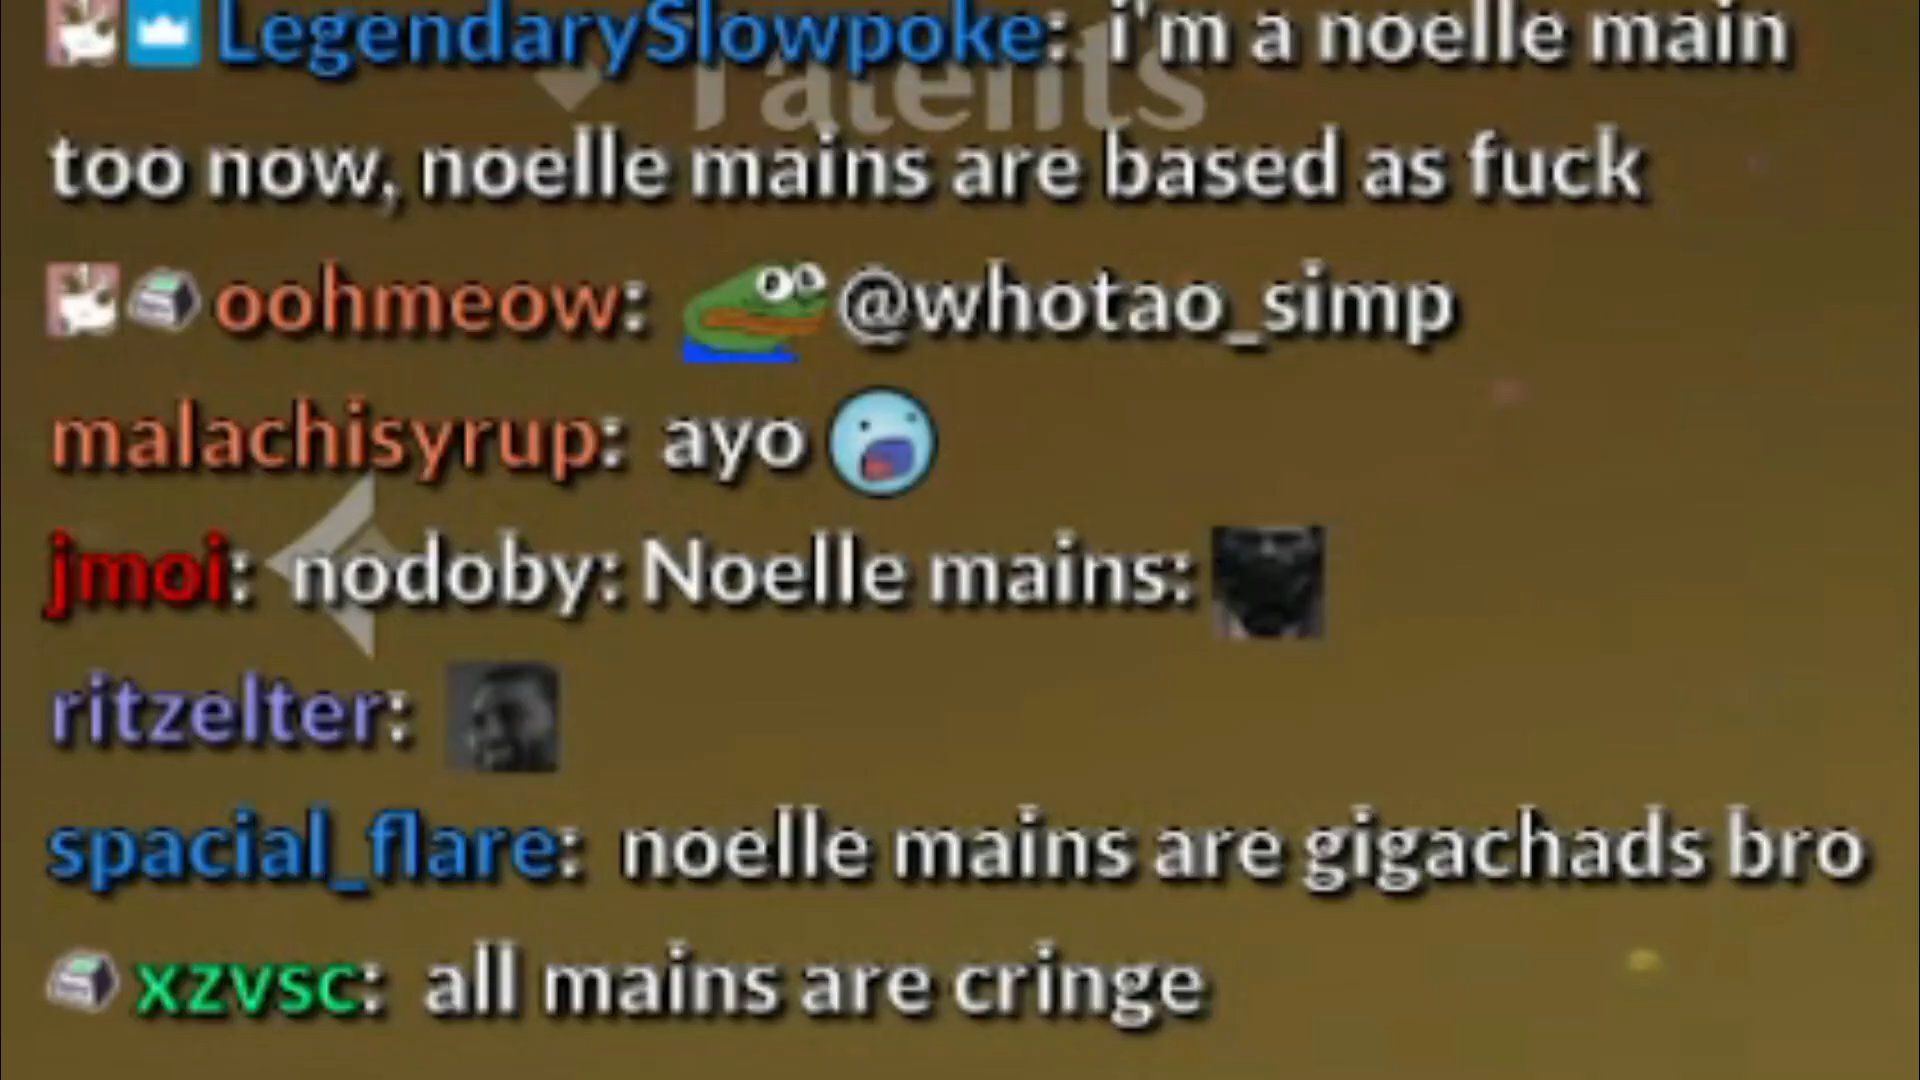 LegendarySlowpoke: i'm a noelle main
Talents
too now, noelle mains are based as fuck
oohmeow: @whotao_simp
malachisyrup: ayo
jmoi: nodoby: Noelle mains:
ritzelter:
spacial_flare: noelle mains are gigachads bro
xzvsc: all mains are cringe